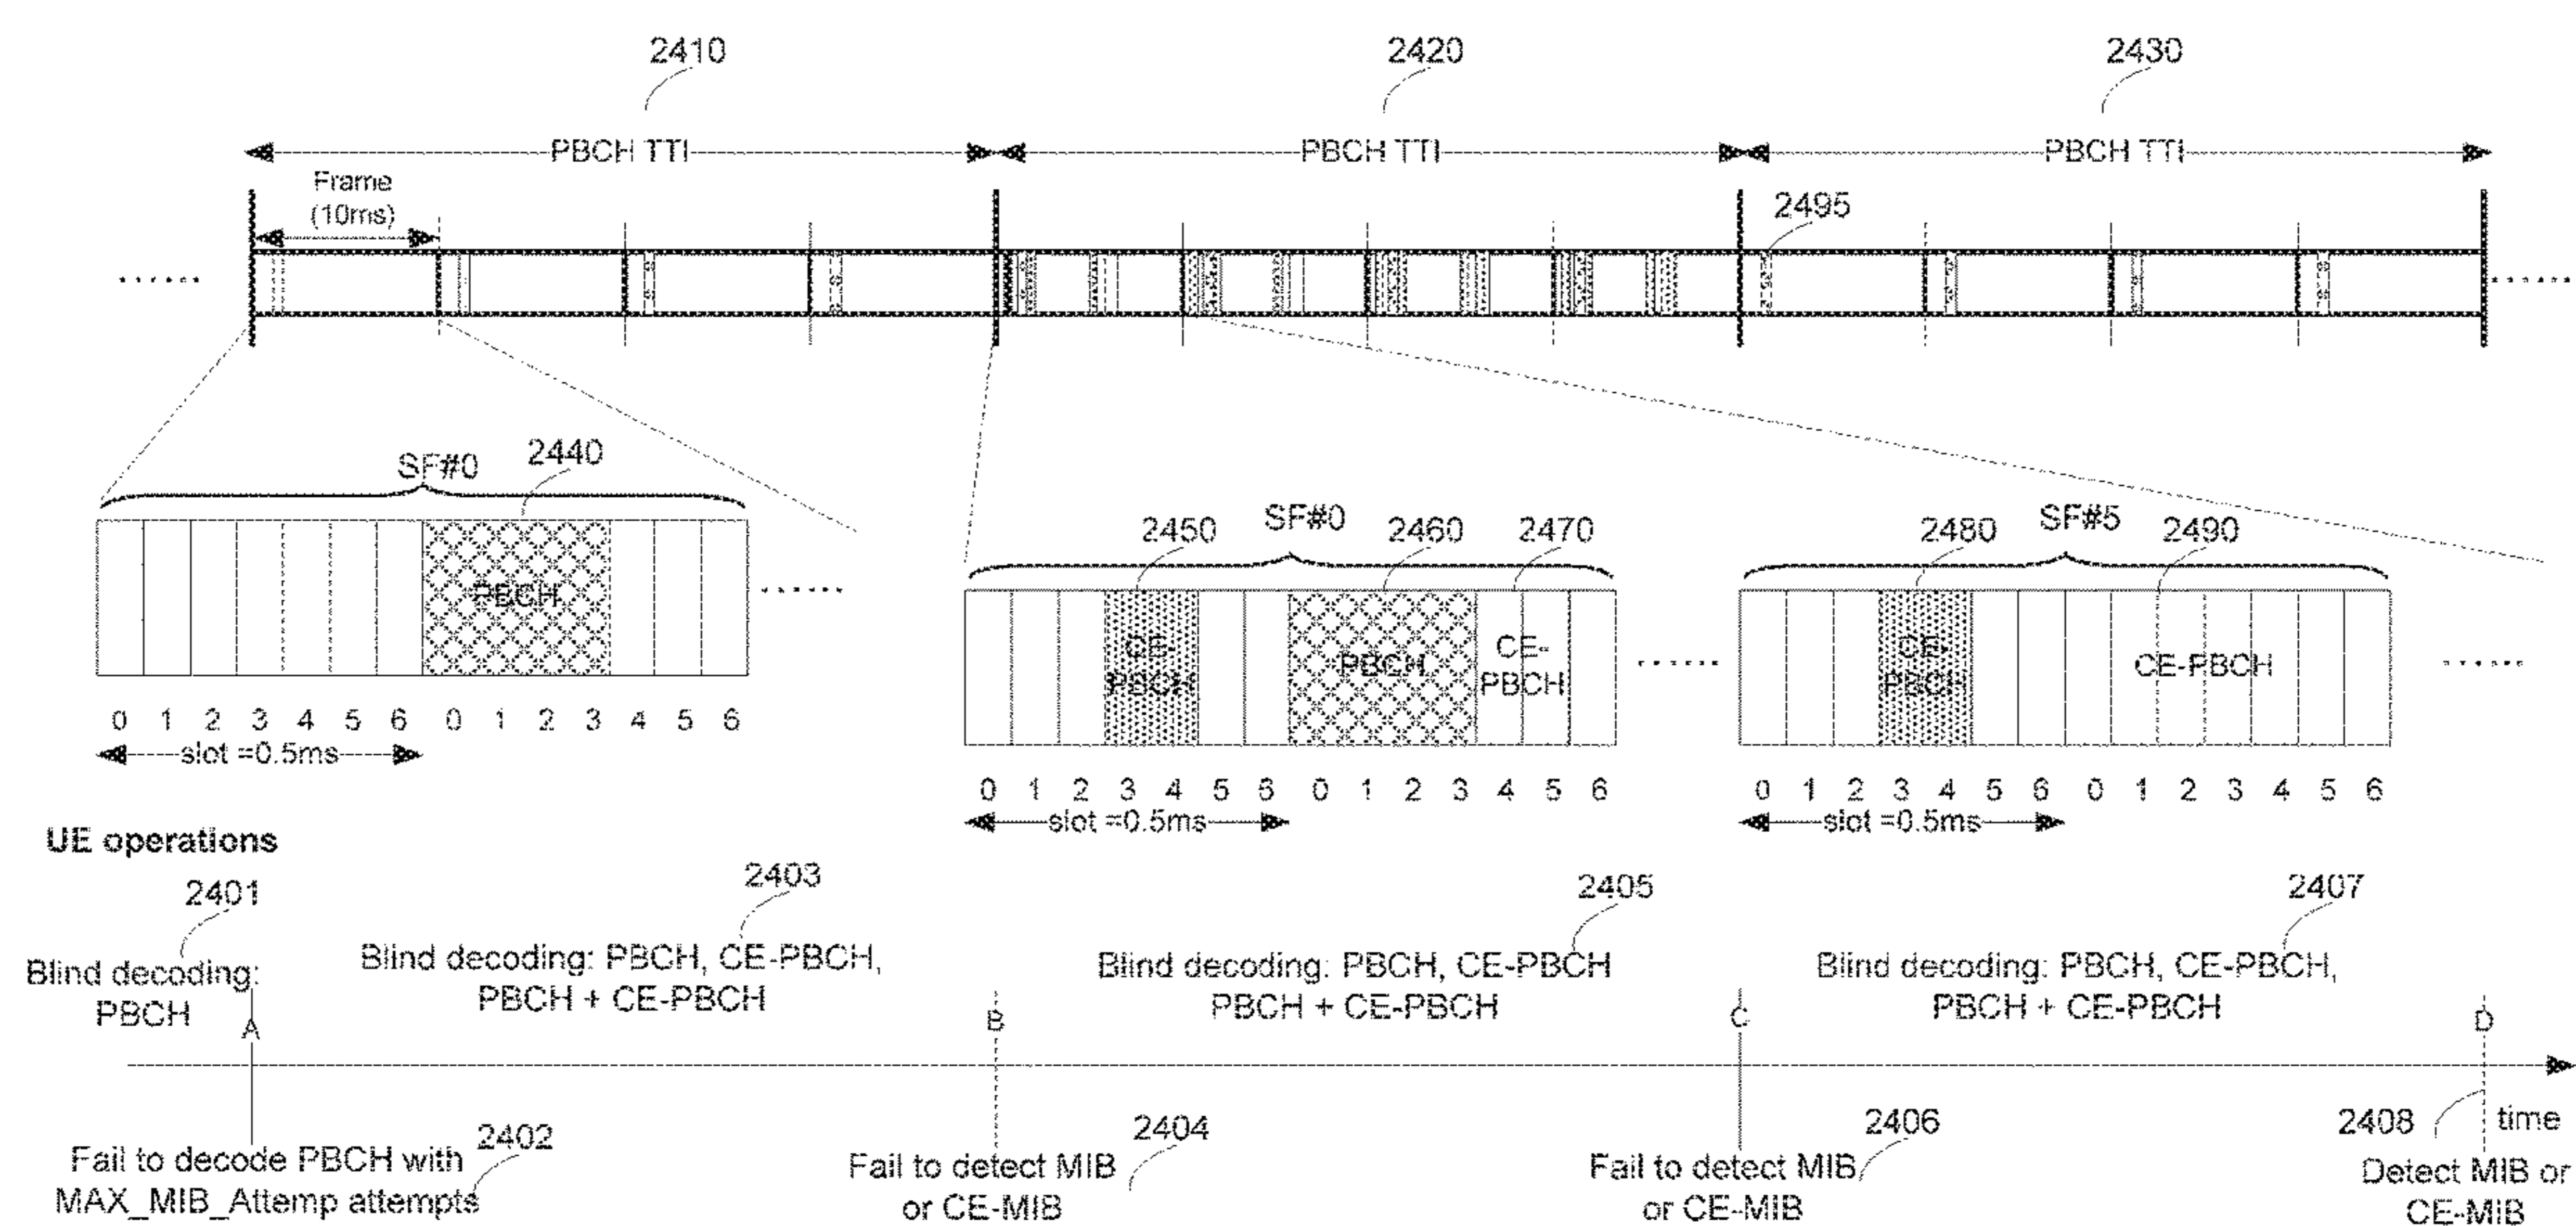 2410 2420 2430
PBCH TTI PBCH TTI PBCH TTI
Frame
(10ms)
2495
SF#0 2440
2450 SF#0 2460 2470 2480 SF#5 2490
PBCH
CE-
PBCH
PBCH
CE-
PBCH
CE-
PBCH
CE-PBCH
0 1 2 3 4 5 6 0 1 2 3 4 5 6
slot =0.5ms
0 1 2 3 4 5 6 0 1 2 3 4 5 6
slot =0.5ms
0 1 2 3 4 5 6 0 1 2 3 4 5 6
slot =0.5ms
UE operations
2401
Blind decoding:
PBCH
2403
Blind decoding: PBCH, CE-PBCH,
PBCH + CE-PBCH
2405
Blind decoding: PBCH, CE-PBCH
PBCH + CE-PBCH
2407
Blind decoding: PBCH, CE-PBCH,
PBCH + CE-PBCH
A B C D
time
2402
Fail to decode PBCH with
MAX_MIB_Attemp attempts
2404
Fail to detect MIB
or CE-MIB
2406
Fail to detect MIB
or CE-MIB
2408
Detect MIB or
CE-MIB